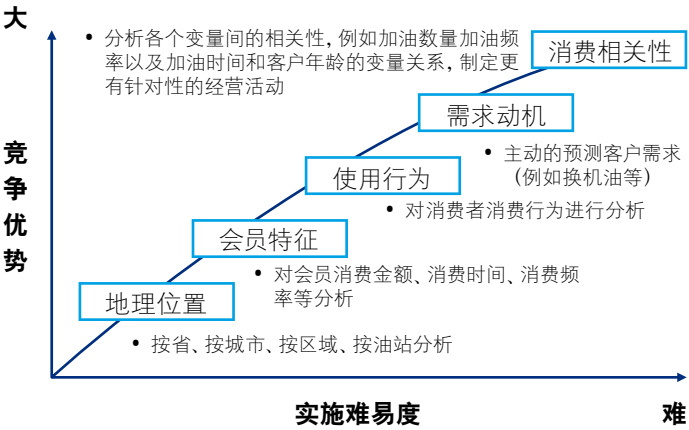 大
• 分析各个变量间的相关性，例如加油数量加油频
率以及加油时间和客户年龄的变量关系，制定更
有针对性的经营活动
消费相关性
需求动机
• 主动的预测客户需求
（例如换机油等）
竞
争
优
势
使用行为
• 对消费者消费行为进行分析
会员特征
• 对会员消费金额、消费时间、消费频
率等分析
地理位置
• 按省、按城市、按区域、按油站分析
实施难易度
难